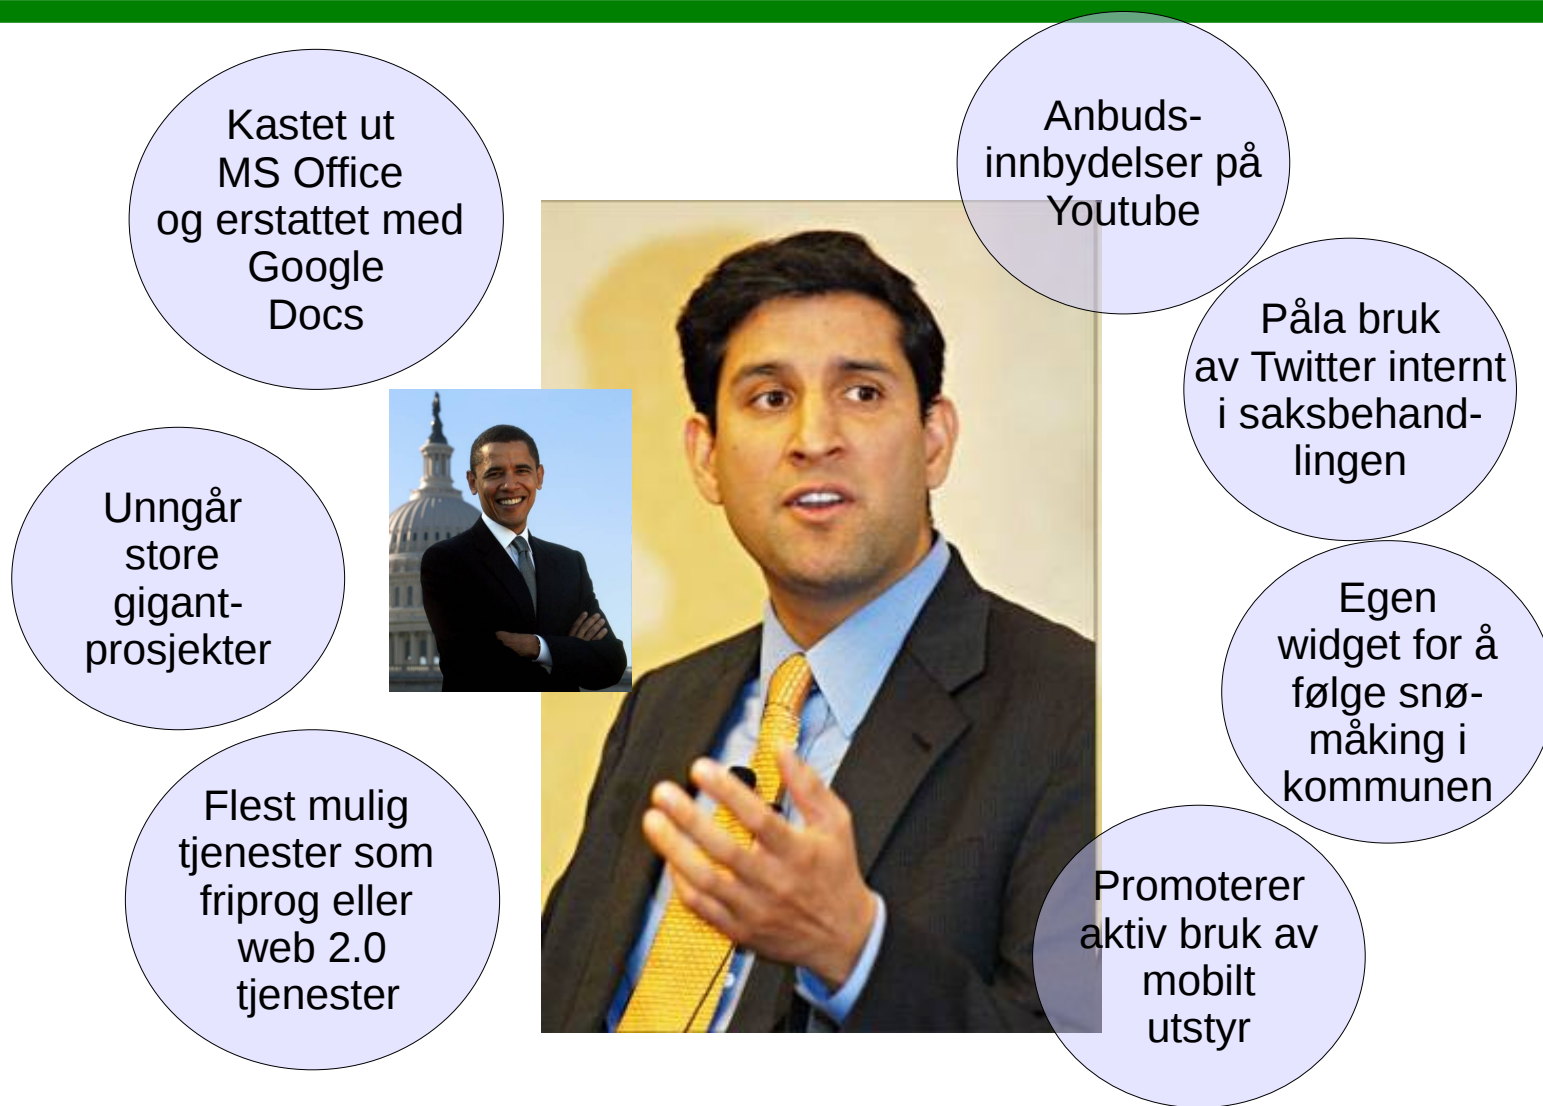 Kastet ut
MS Office
og erstattet med
Google
Docs
Anbuds-
innbydelser på
Youtube
Påla bruk
av Twitter internt
i saksbehand-
lingen
Unngår
store
gigant-
prosjekter
Egen
widget for å
følge snø-
måking i
kommunen
Flest mulig
tjenester som
friprog eller
web 2.0
tjenester
Promoterer
aktiv bruk av
mobilt
utstyr